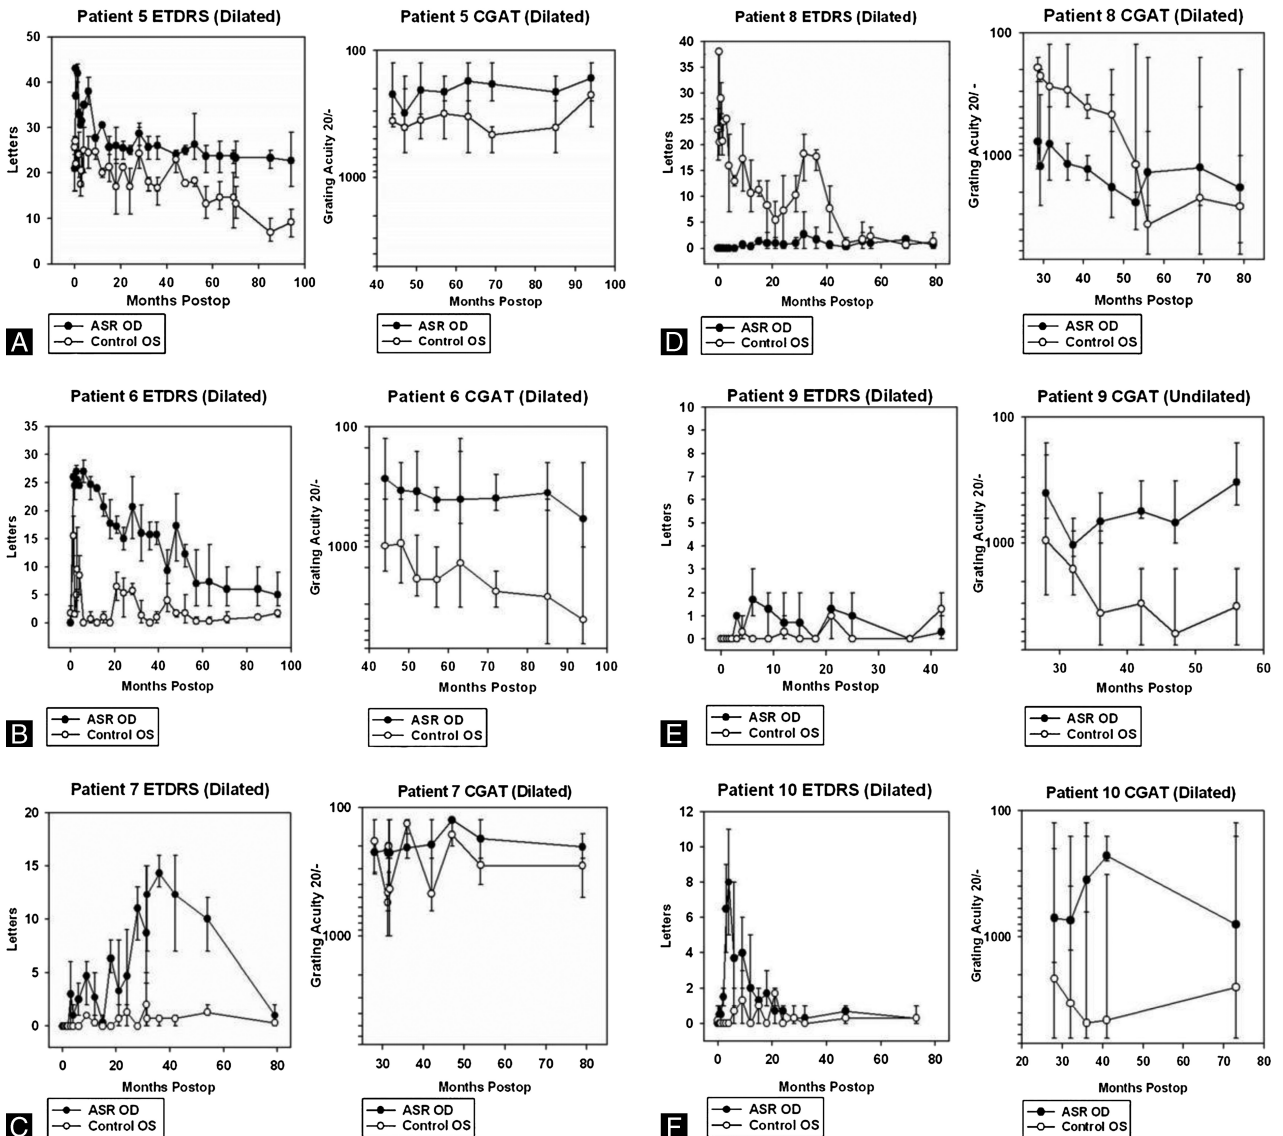 Patient 5 ETDRS (Dilated)
50
40
30
20
10
0
Letters
0 20 40 60 80 100
Months Postop
A
ASR OD
Control OS
Patient 5 CGAT (Dilated)
100
1000
Grating Acuity 20/-
40 50 60 70 80 90 100
Months Postop
ASR OD
Control OS
Patient 8 ETDRS (Dilated)
40
35
30
25
20
15
10
5
0
Letters
0 20 40 60 80
Months Postop
D
ASR OD
Control OS
Patient 8 CGAT (Dilated)
100
1000
Grating Acuity 20/ -
30 40 50 60 70 80
Months Postop
ASR OD
Control OS
Patient 6 ETDRS (Dilated)
35
30
25
20
15
10
5
0
Letters
0 20 40 60 80 100
Months Postop
B
ASR OD
Control OS
Patient 6 CGAT (Dilated)
100
1000
Grating Acuity 20/-
40 50 60 70 80 90 100
Months Postop
ASR OD
Control OS
Patient 9 ETDRS (Dilated)
10
9
8
7
6
5
4
3
2
1
0
Letters
0 10 20 30 40
Months Postop
E
ASR OD
Control OS
Patient 9 CGAT (Undilated)
100
1000
Grating Acuity 20/-
30 40 50 60
Months Postop
ASR OD
Control OS
Patient 7 ETDRS (Dilated)
20
15
10
5
0
Letters
0 20 40 60 80
Months Postop
C
ASR OD
Control OS
Patient 7 CGAT (Dilated)
100
1000
Grating Acuity 20/-
30 40 50 60 70 80
Months Postop
ASR OD
Control OS
Patient 10 ETDRS (Dilated)
12
10
8
6
4
2
0
Letters
0 20 40 60 80
Months Postop
F
ASR OD
Control OS
Patient 10 CGAT (Dilated)
100
1000
Grating Acuity 20/-
20 30 40 50 60 70 80
Months Postop
ASR OD
Control OS